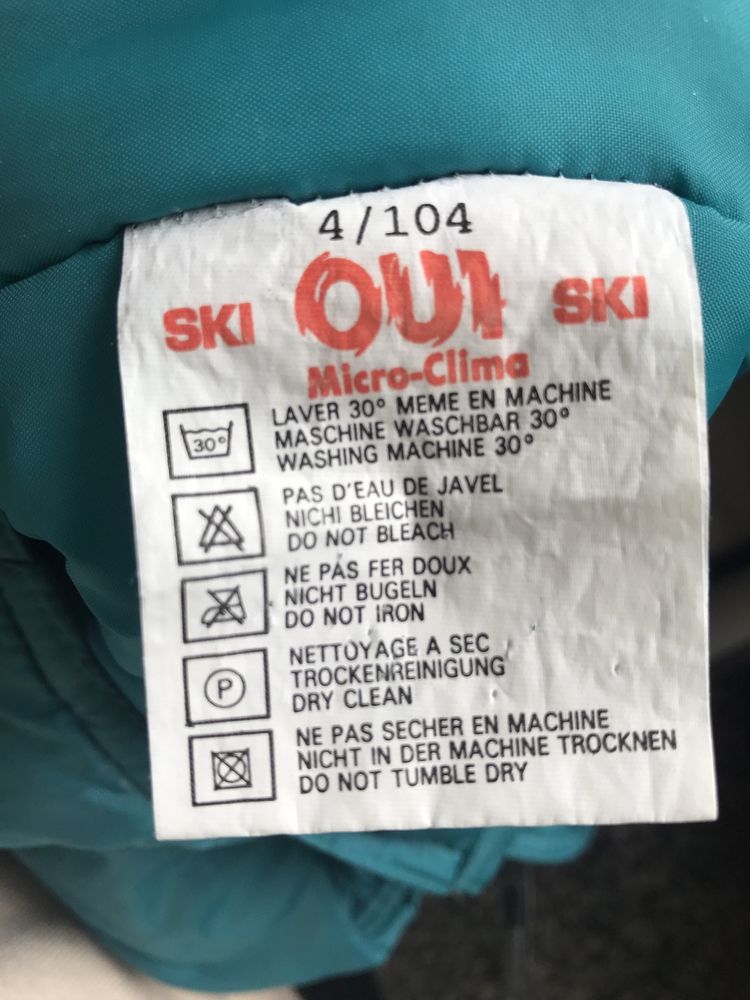 4/104
SKI OUI SKI
Micro-Clima
30° LAVER 30° MEME EN MACHINE
MASCHINE WASCHBAR 30°
WASHING MACHINE 30°
PAS D'EAU DE JAVEL
NICHI BLEICHEN
DO NOT BLEACH
NE PAS FER DOUX
NICHT BUGELN
DO NOT IRON
NETTOYAGE A SEC
P TROCKENREINIGUNG
DRY CLEAN
NE PAS SECHER EN MACHINE
NICHT IN DER MACHINE TROCKNEN
DO NOT TUMBLE DRY